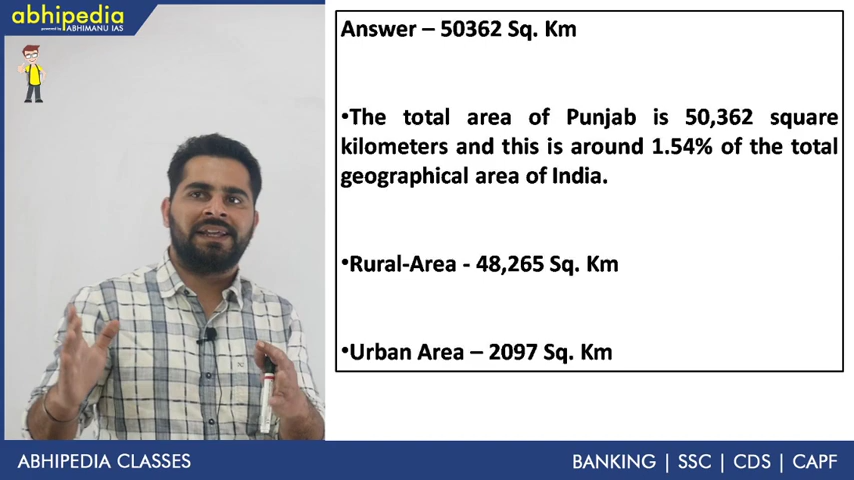 abhipedia
powered by ABHIMANU IAS
Answer – 50362 Sq. Km
•The total area of Punjab is 50,362 square
kilometers and this is around 1.54% of the total
geographical area of India.
•Rural-Area - 48,265 Sq. Km
•Urban Area – 2097 Sq. Km
ABHIPEDIA CLASSES
BANKING | SSC | CDS | CAPF